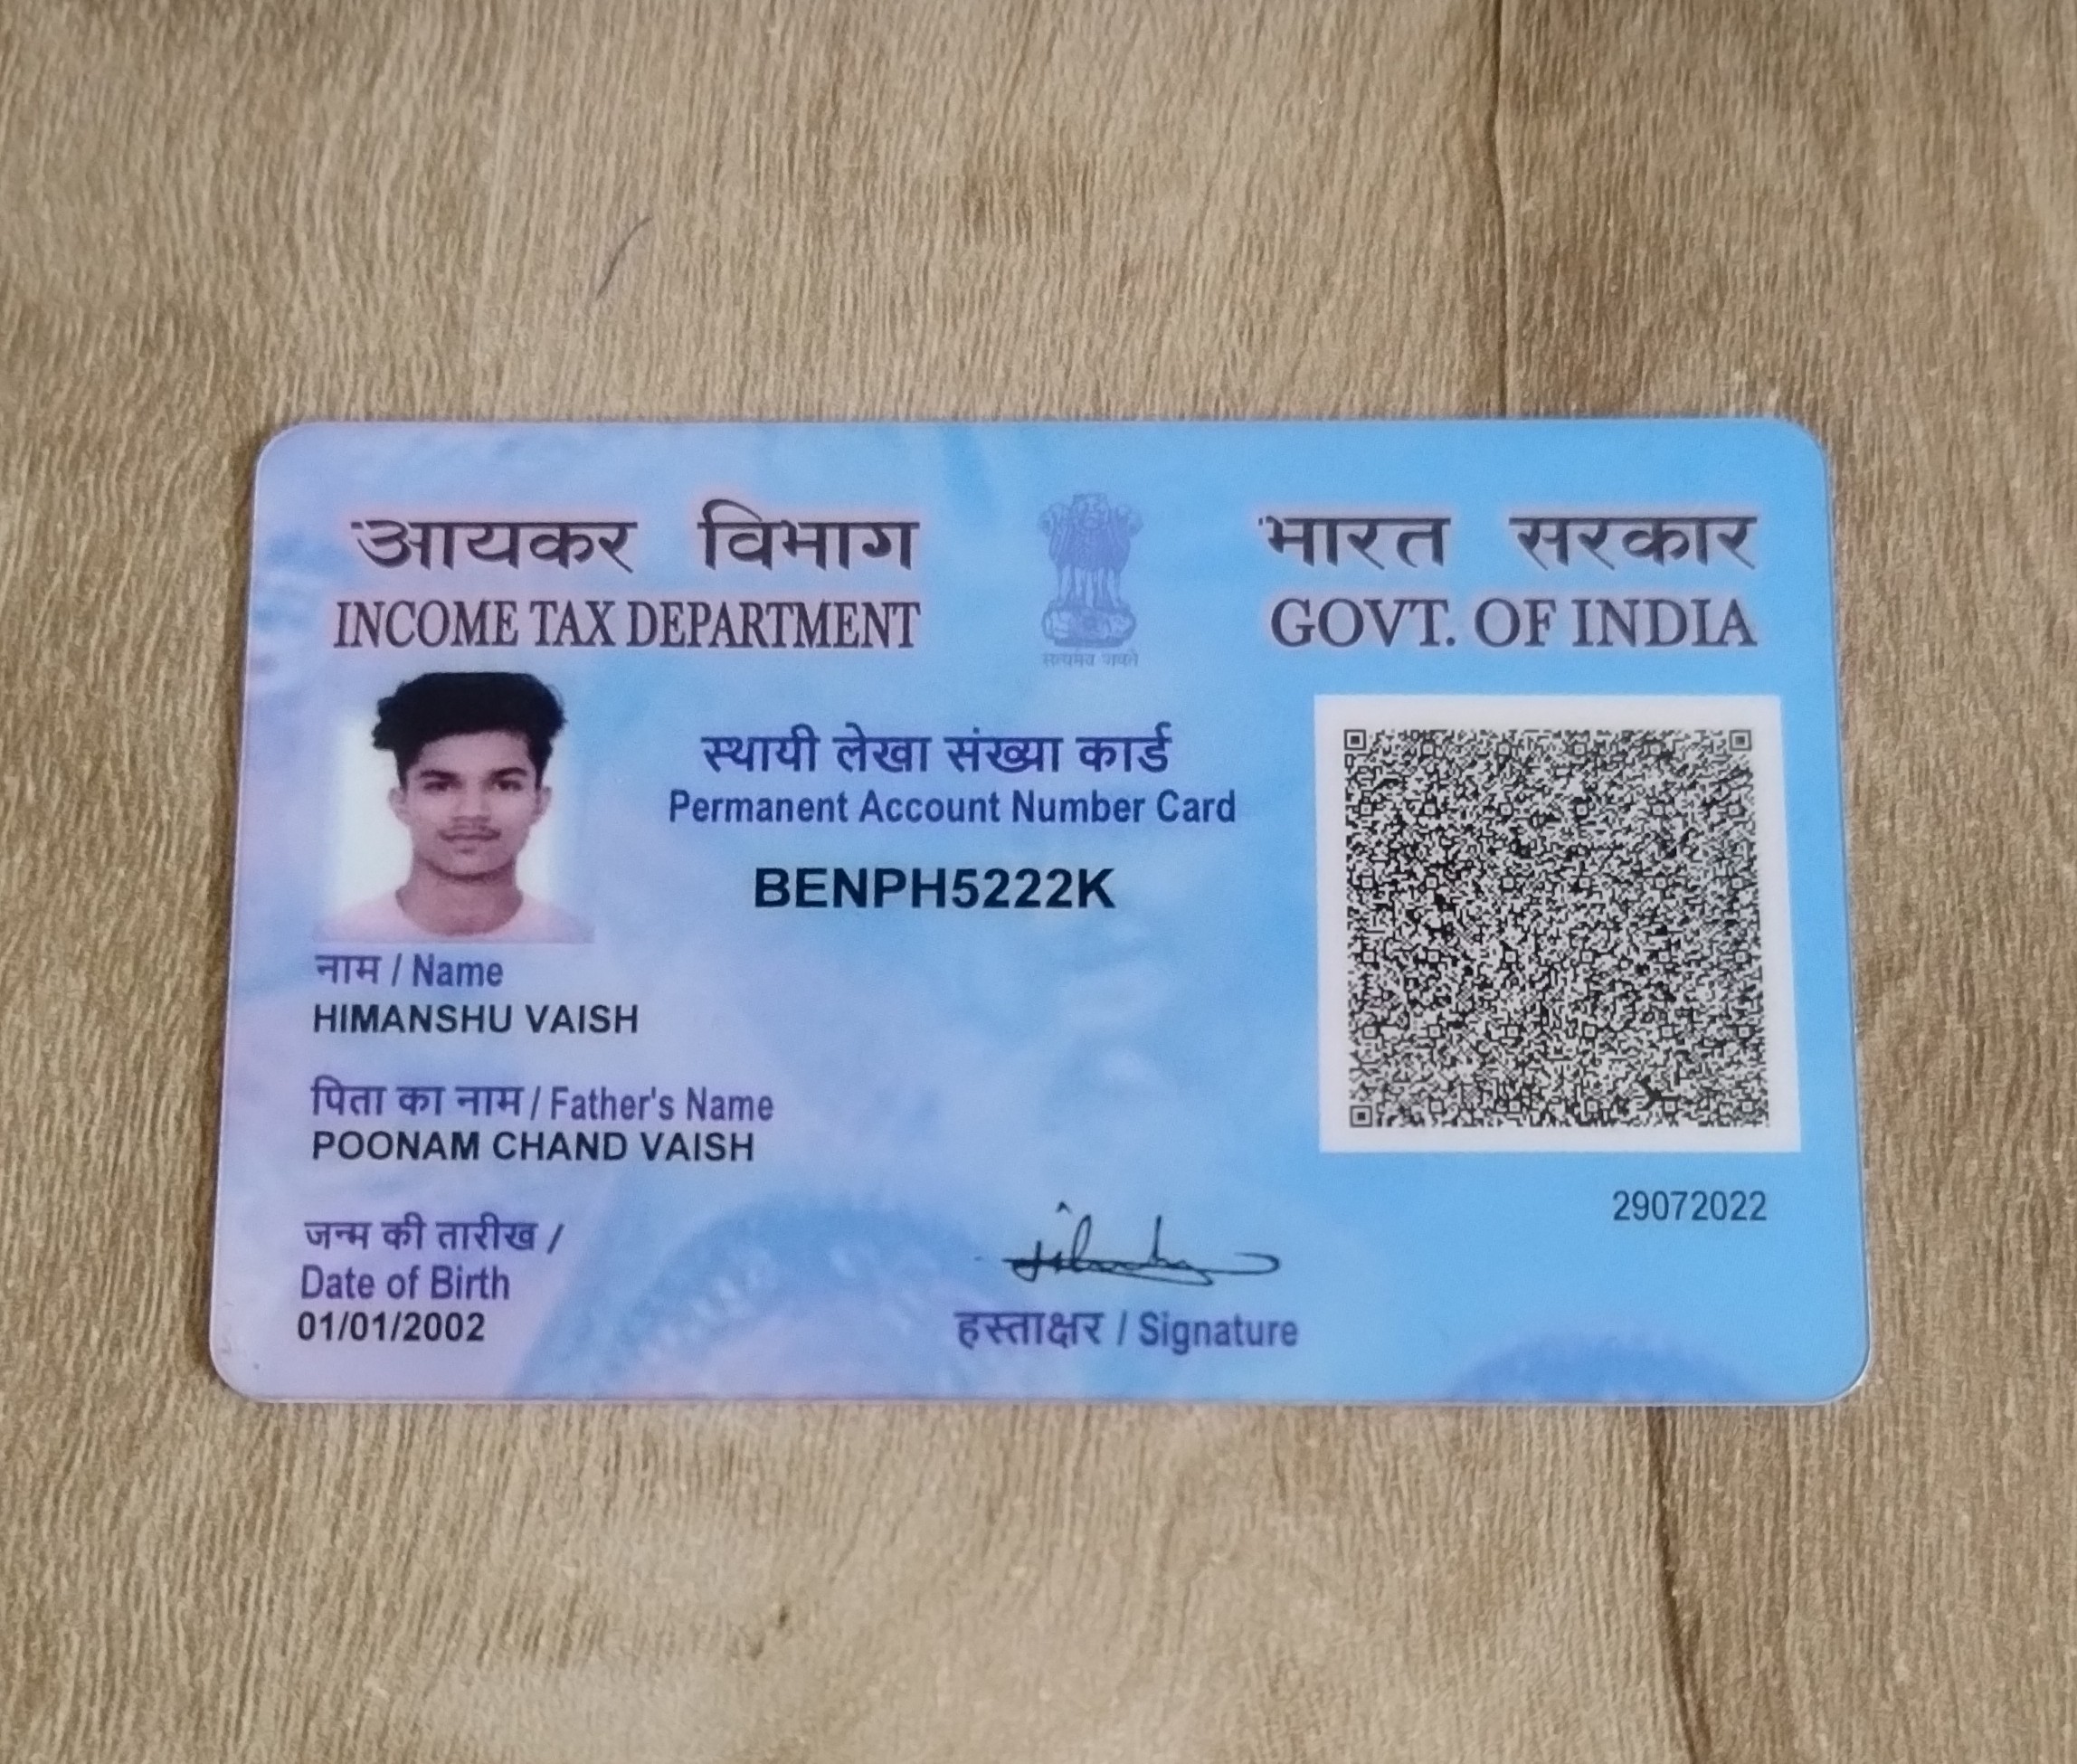 आयकर विभाग
INCOME TAX DEPARTMENT
सत्यमेव जयते
भारत सरकार
GOVT. OF INDIA
स्थायी लेखा संख्या कार्ड
Permanent Account Number Card
BENPH5222K
नाम / Name
HIMANSHU VAISH
पिता का नाम / Father's Name
POONAM CHAND VAISH
जन्म की तारीख /
Date of Birth
01/01/2002
हस्ताक्षर / Signature
29072022